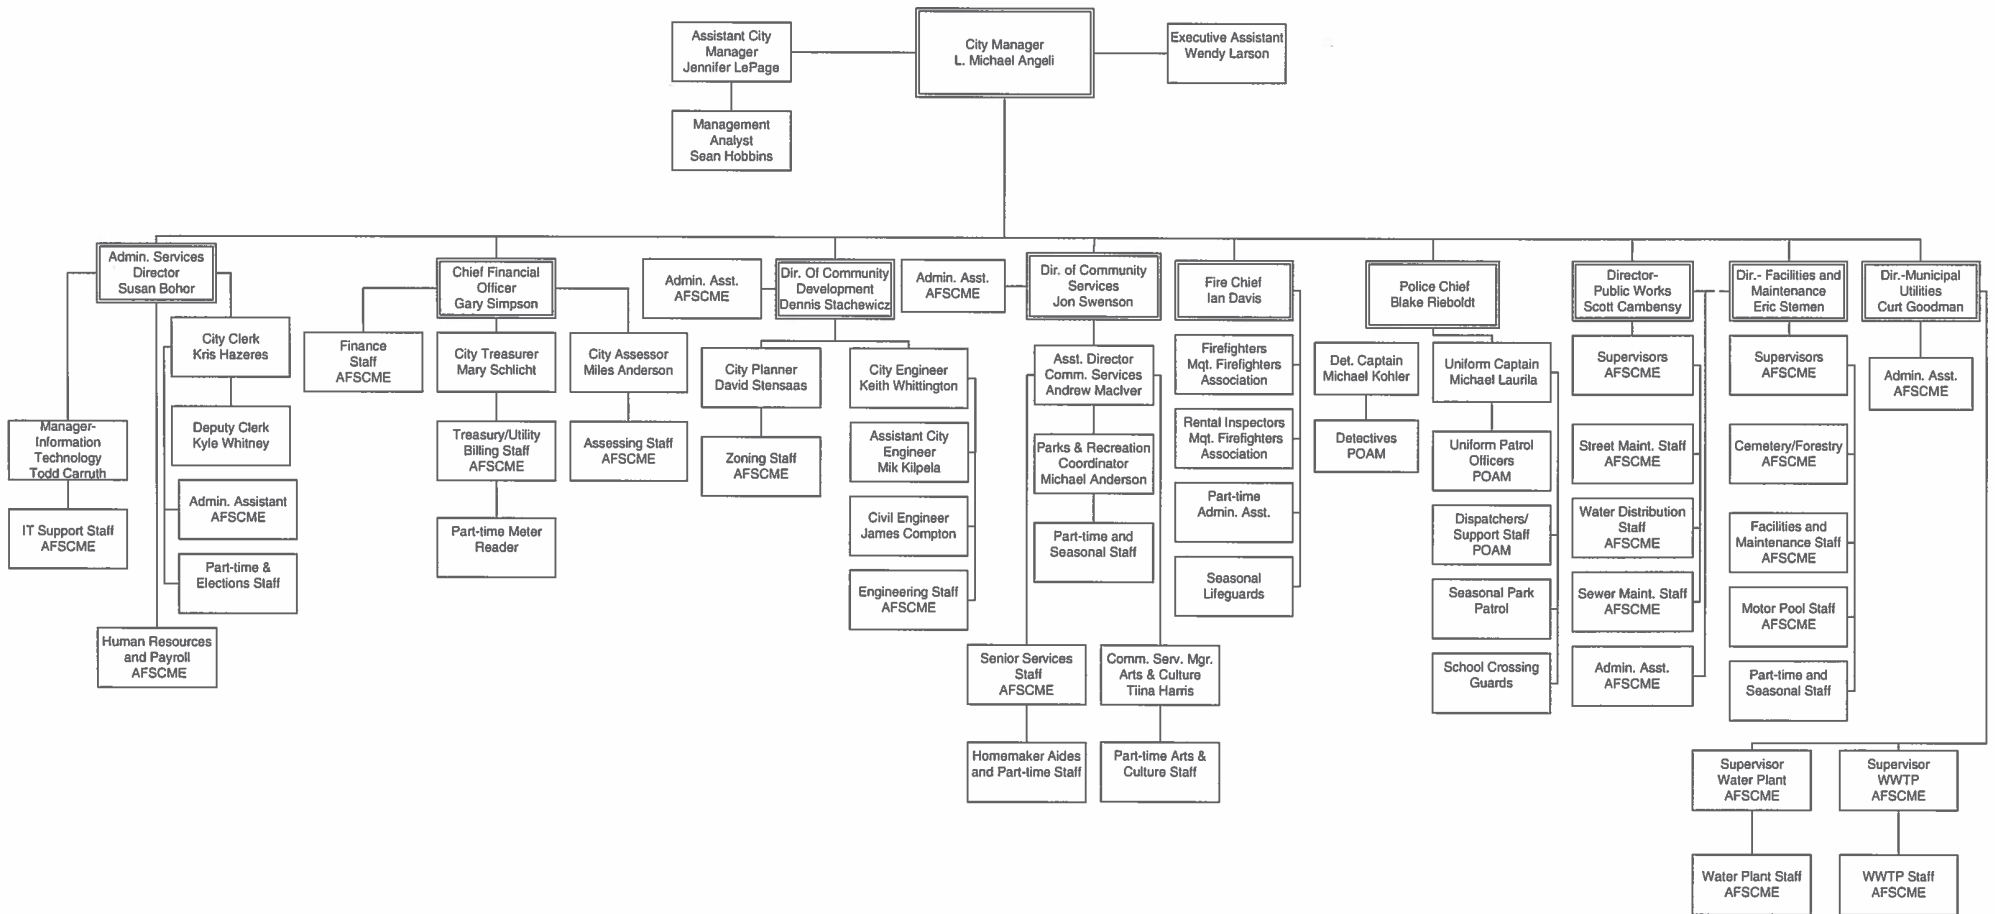 Assistant City
Manager
Jennifer LePage
City Manager
L. Michael Angeli
Executive Assistant
Wendy Larson
Management
Analyst
Sean Hobbins
Admin. Services
Director
Susan Bohor
City Clerk
Kris Hazeres
Deputy Clerk
Kyle Whitney
Manager-
Information
Technology
Todd Carruth
IT Support Staff
AFSCME
Admin. Assistant
AFSCME
Part-time &
Elections Staff
Human Resources
and Payroll
AFSCME
Chief Financial
Officer
Gary Simpson
Finance
Staff
AFSCME
City Treasurer
Mary Schlicht
City Assessor
Miles Anderson
Treasury/Utility
Billing Staff
AFSCME
Assessing Staff
AFSCME
Part-time Meter
Reader
Admin. Asst.
AFSCME
Dir. Of Community
Development
Dennis Stachewicz
City Planner
David Stensaas
City Engineer
Keith Whittington
Zoning Staff
AFSCME
Assistant City
Engineer
Mik Kilpela
Civil Engineer
James Compton
Engineering Staff
AFSCME
Admin. Asst.
AFSCME
Dir. of Community
Services
Jon Swenson
Asst. Director
Comm. Services
Andrew MacIver
Parks & Recreation
Coordinator
Michael Anderson
Part-time and
Seasonal Staff
Senior Services
Staff
AFSCME
Comm. Serv. Mgr.
Arts & Culture
Tiina Harris
Homemaker Aides
and Part-time Staff
Part-time Arts &
Culture Staff
Fire Chief
Ian Davis
Firefighters
Mqt. Firefighters
Association
Rental Inspectors
Mqt. Firefighters
Association
Part-time
Admin. Asst.
Seasonal
Lifeguards
Police Chief
Blake Rieboldt
Det. Captain
Michael Kohler
Uniform Captain
Michael Laurila
Detectives
POAM
Uniform Patrol
Officers
POAM
Dispatchers/
Support Staff
POAM
Seasonal Park
Patrol
School Crossing
Guards
Director-
Public Works
Scott Cambensy
Supervisors
AFSCME
Street Maint. Staff
AFSCME
Water Distribution
Staff
AFSCME
Sewer Maint. Staff
AFSCME
Admin. Asst.
AFSCME
Dir.- Facilities and
Maintenance
Eric Stemen
Supervisors
AFSCME
Cemetery/Forestry
AFSCME
Facilities and
Maintenance Staff
AFSCME
Motor Pool Staff
AFSCME
Part-time and
Seasonal Staff
Dir.-Municipal
Utilities
Curt Goodman
Admin. Asst.
AFSCME
Supervisor
Water Plant
AFSCME
Supervisor
WWTP
AFSCME
Water Plant Staff
AFSCME
WWTP Staff
AFSCME